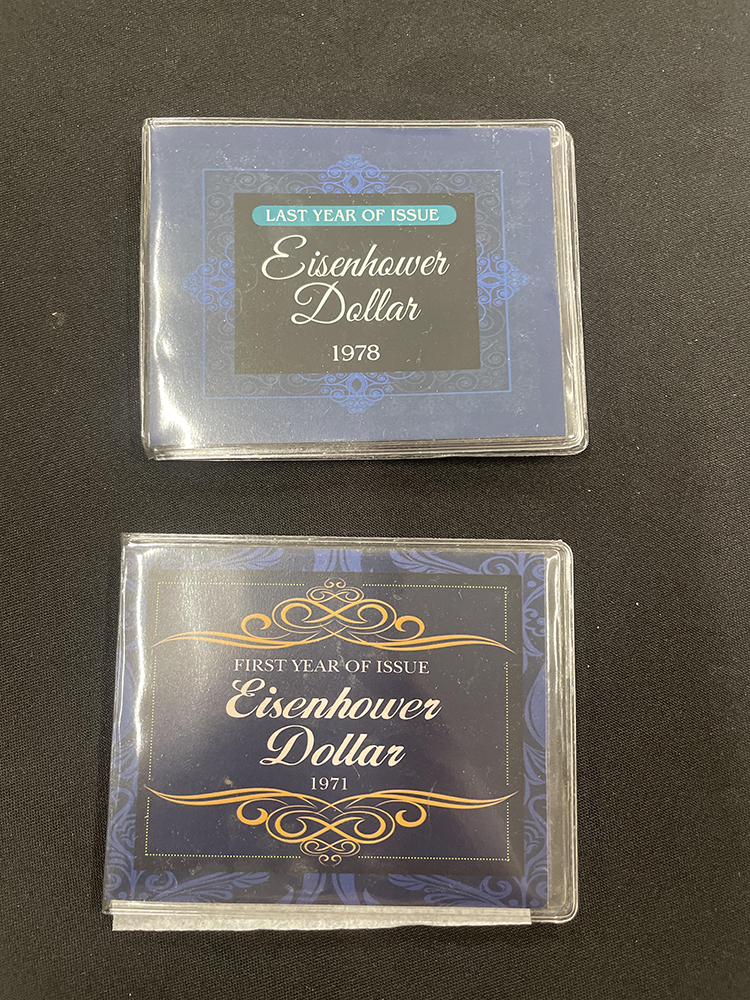 LAST YEAR OF ISSUE
Eisenhower
Dollar
1978
FIRST YEAR OF ISSUE
Eisenhower
Dollar
1971